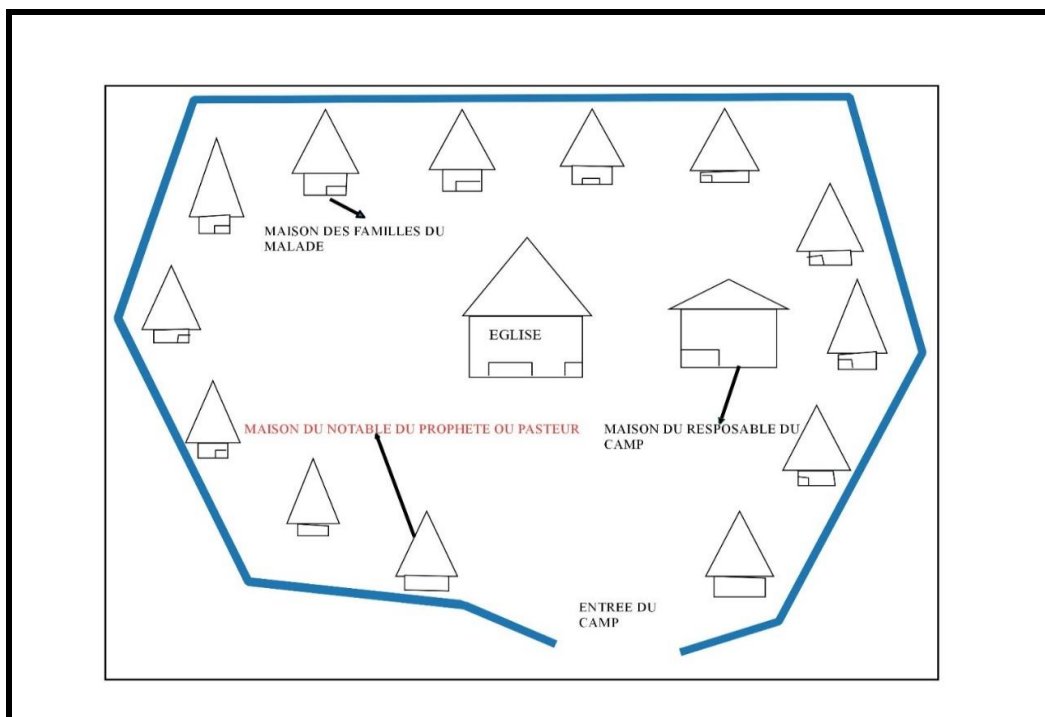 MAISON DES FAMILLES DU
MALADE
EGLISE
MAISON DU NOTABLE DU PROPHETE OU PASTEUR
MAISON DU RESPOSABLE DU
CAMP
ENTREE DU
CAMP